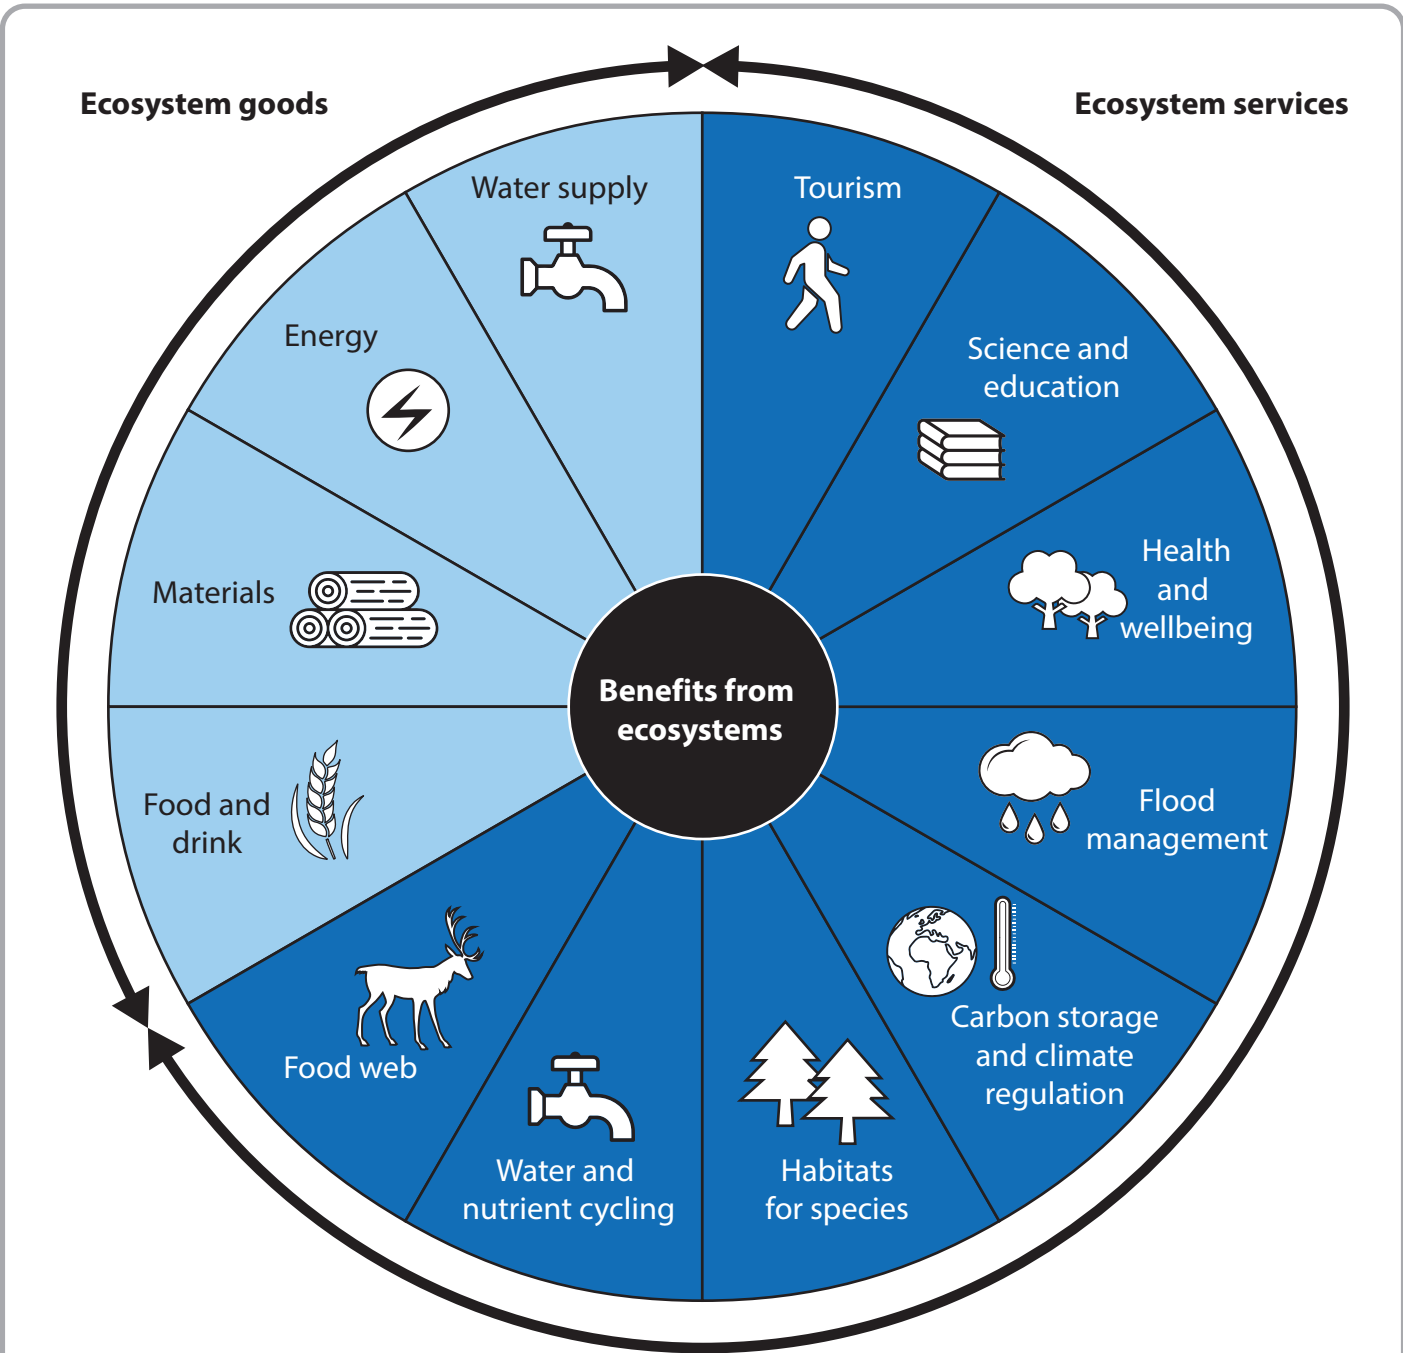 Ecosystem goods
Ecosystem services
Water supply
Tourism
Energy
Science and
education
Materials
Health
and
wellbeing
Benefits from
ecosystems
Food and
drink
Flood
management
Food web
Carbon storage
and climate
regulation
Water and
nutrient cycling
Habitats
for species